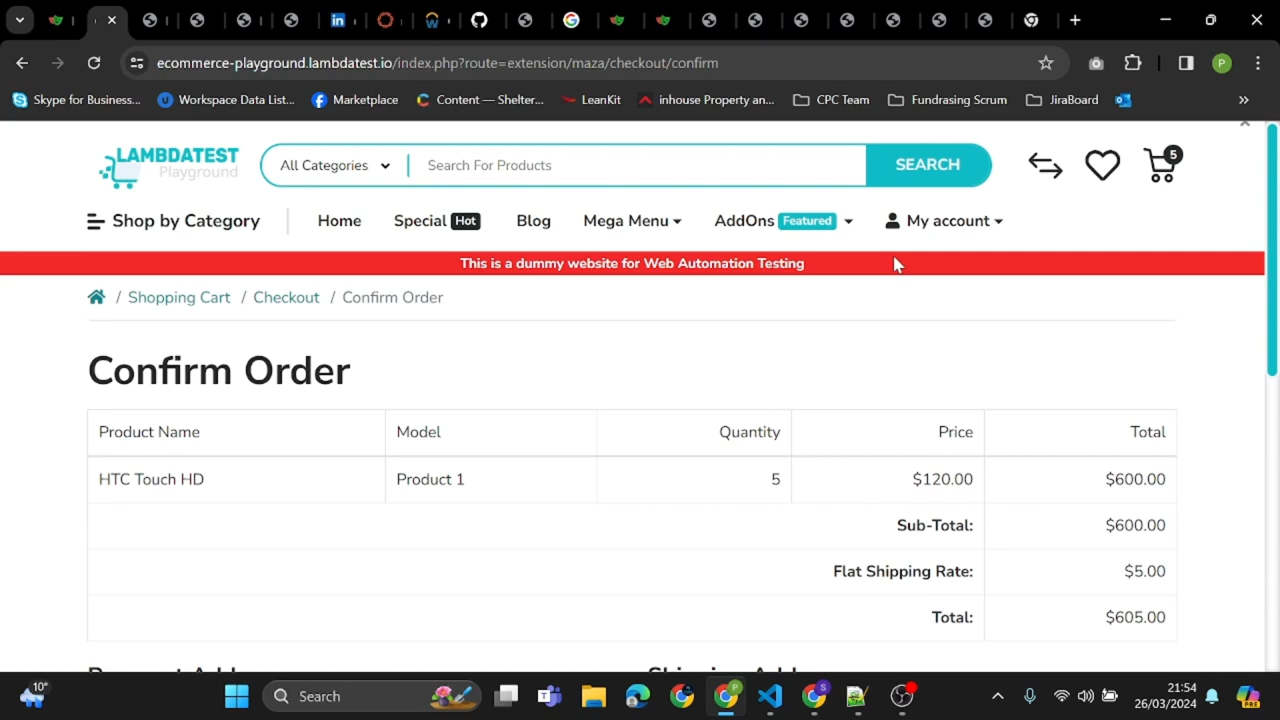 ecommerce-playground.lambdatest.io/index.php?route=extension/maza/checkout/confirm
P
Skype for Business...
Workspace Data List...
Marketplace
Content — Shelter...
LeanKit
inhouse Property an...
CPC Team
Fundrasing Scrum
JiraBoard
LAMBDATEST
Playground
All Categories
Search For Products
SEARCH
5
Shop by Category
Home
Special Hot
Blog
Mega Menu
AddOns Featured
My account
This is a dummy website for Web Automation Testing
/ Shopping Cart / Checkout / Confirm Order
Confirm Order
Product Name Model Quantity Price Total
HTC Touch HD Product 1 5 $120.00 $600.00
Sub-Total: $600.00
Flat Shipping Rate: $5.00
Total: $605.00
10°
Search
21:54
26/03/2024